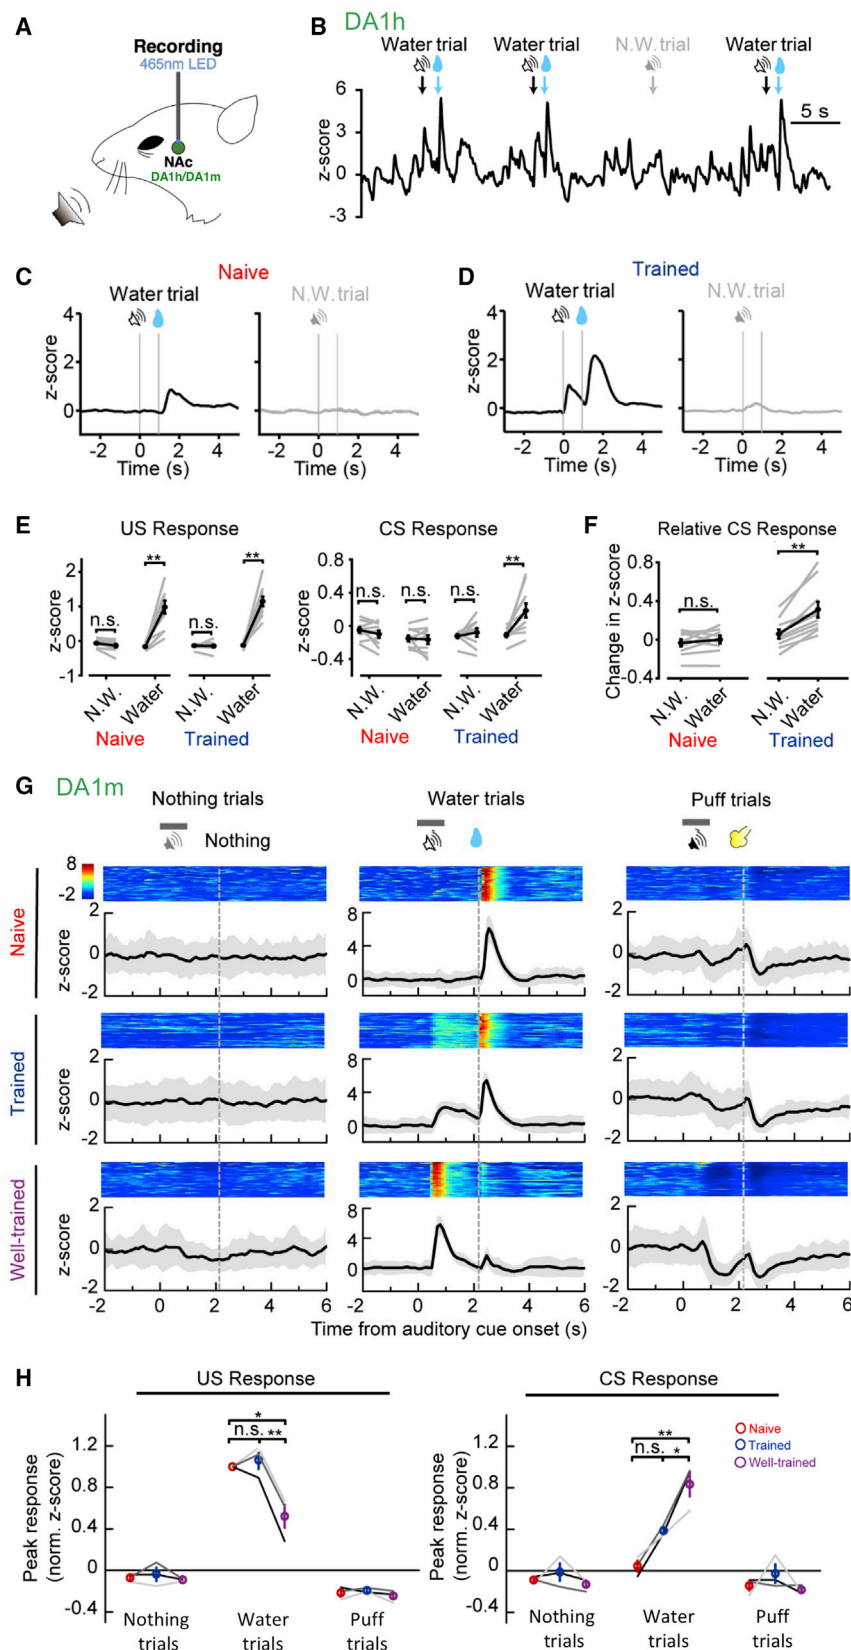 A
Recording
465nm LED
NAc
DA1h/DA1m
B
DA1h
Water trial
Water trial
N.W. trial
Water trial
5 s
z-score
6
3
0
-3
C
Naive
Water trial
N.W. trial
z-score
4
2
0
-2 0 2 4
-2 0 2 4
Time (s)
Time (s)
D
Trained
Water trial
N.W. trial
z-score
4
2
0
-2 0 2 4
-2 0 2 4
Time (s)
Time (s)
E
US Response
z-score
2
1
0
-1
n.s.
**
n.s.
**
N.W.
Water
N.W.
Water
Naive
Trained
CS Response
z-score
0.8
0.4
0
-0.4
n.s.
n.s.
n.s.
**
N.W.
Water
N.W.
Water
Naive
Trained
F
Relative CS Response
Change in z-score
0.8
0.4
0
-0.4
n.s.
**
N.W.
Water
N.W.
Water
Naive
Trained
G
DA1m
Nothing trials
Water trials
Puff trials
Nothing
8
-2
Naive
z-score
2
0
-2
8
4
0
2
0
-2
Trained
z-score
2
0
-2
8
4
0
2
0
-2
Well-trained
z-score
2
0
-2
8
4
0
2
0
-2
-2 0 2 4 6
-2 0 2 4 6
-2 0 2 4 6
Time from auditory cue onset (s)
H
US Response
Peak response
(norm. z-score)
1.2
0.8
0.4
0
-0.4
*
n.s.
**
Nothing
trials
Water
trials
Puff
trials
CS Response
Peak response
(norm. z-score)
1.2
0.8
0.4
0
-0.4
**
n.s.
*
Naive
Trained
Well-trained
Nothing
trials
Water
trials
Puff
trials